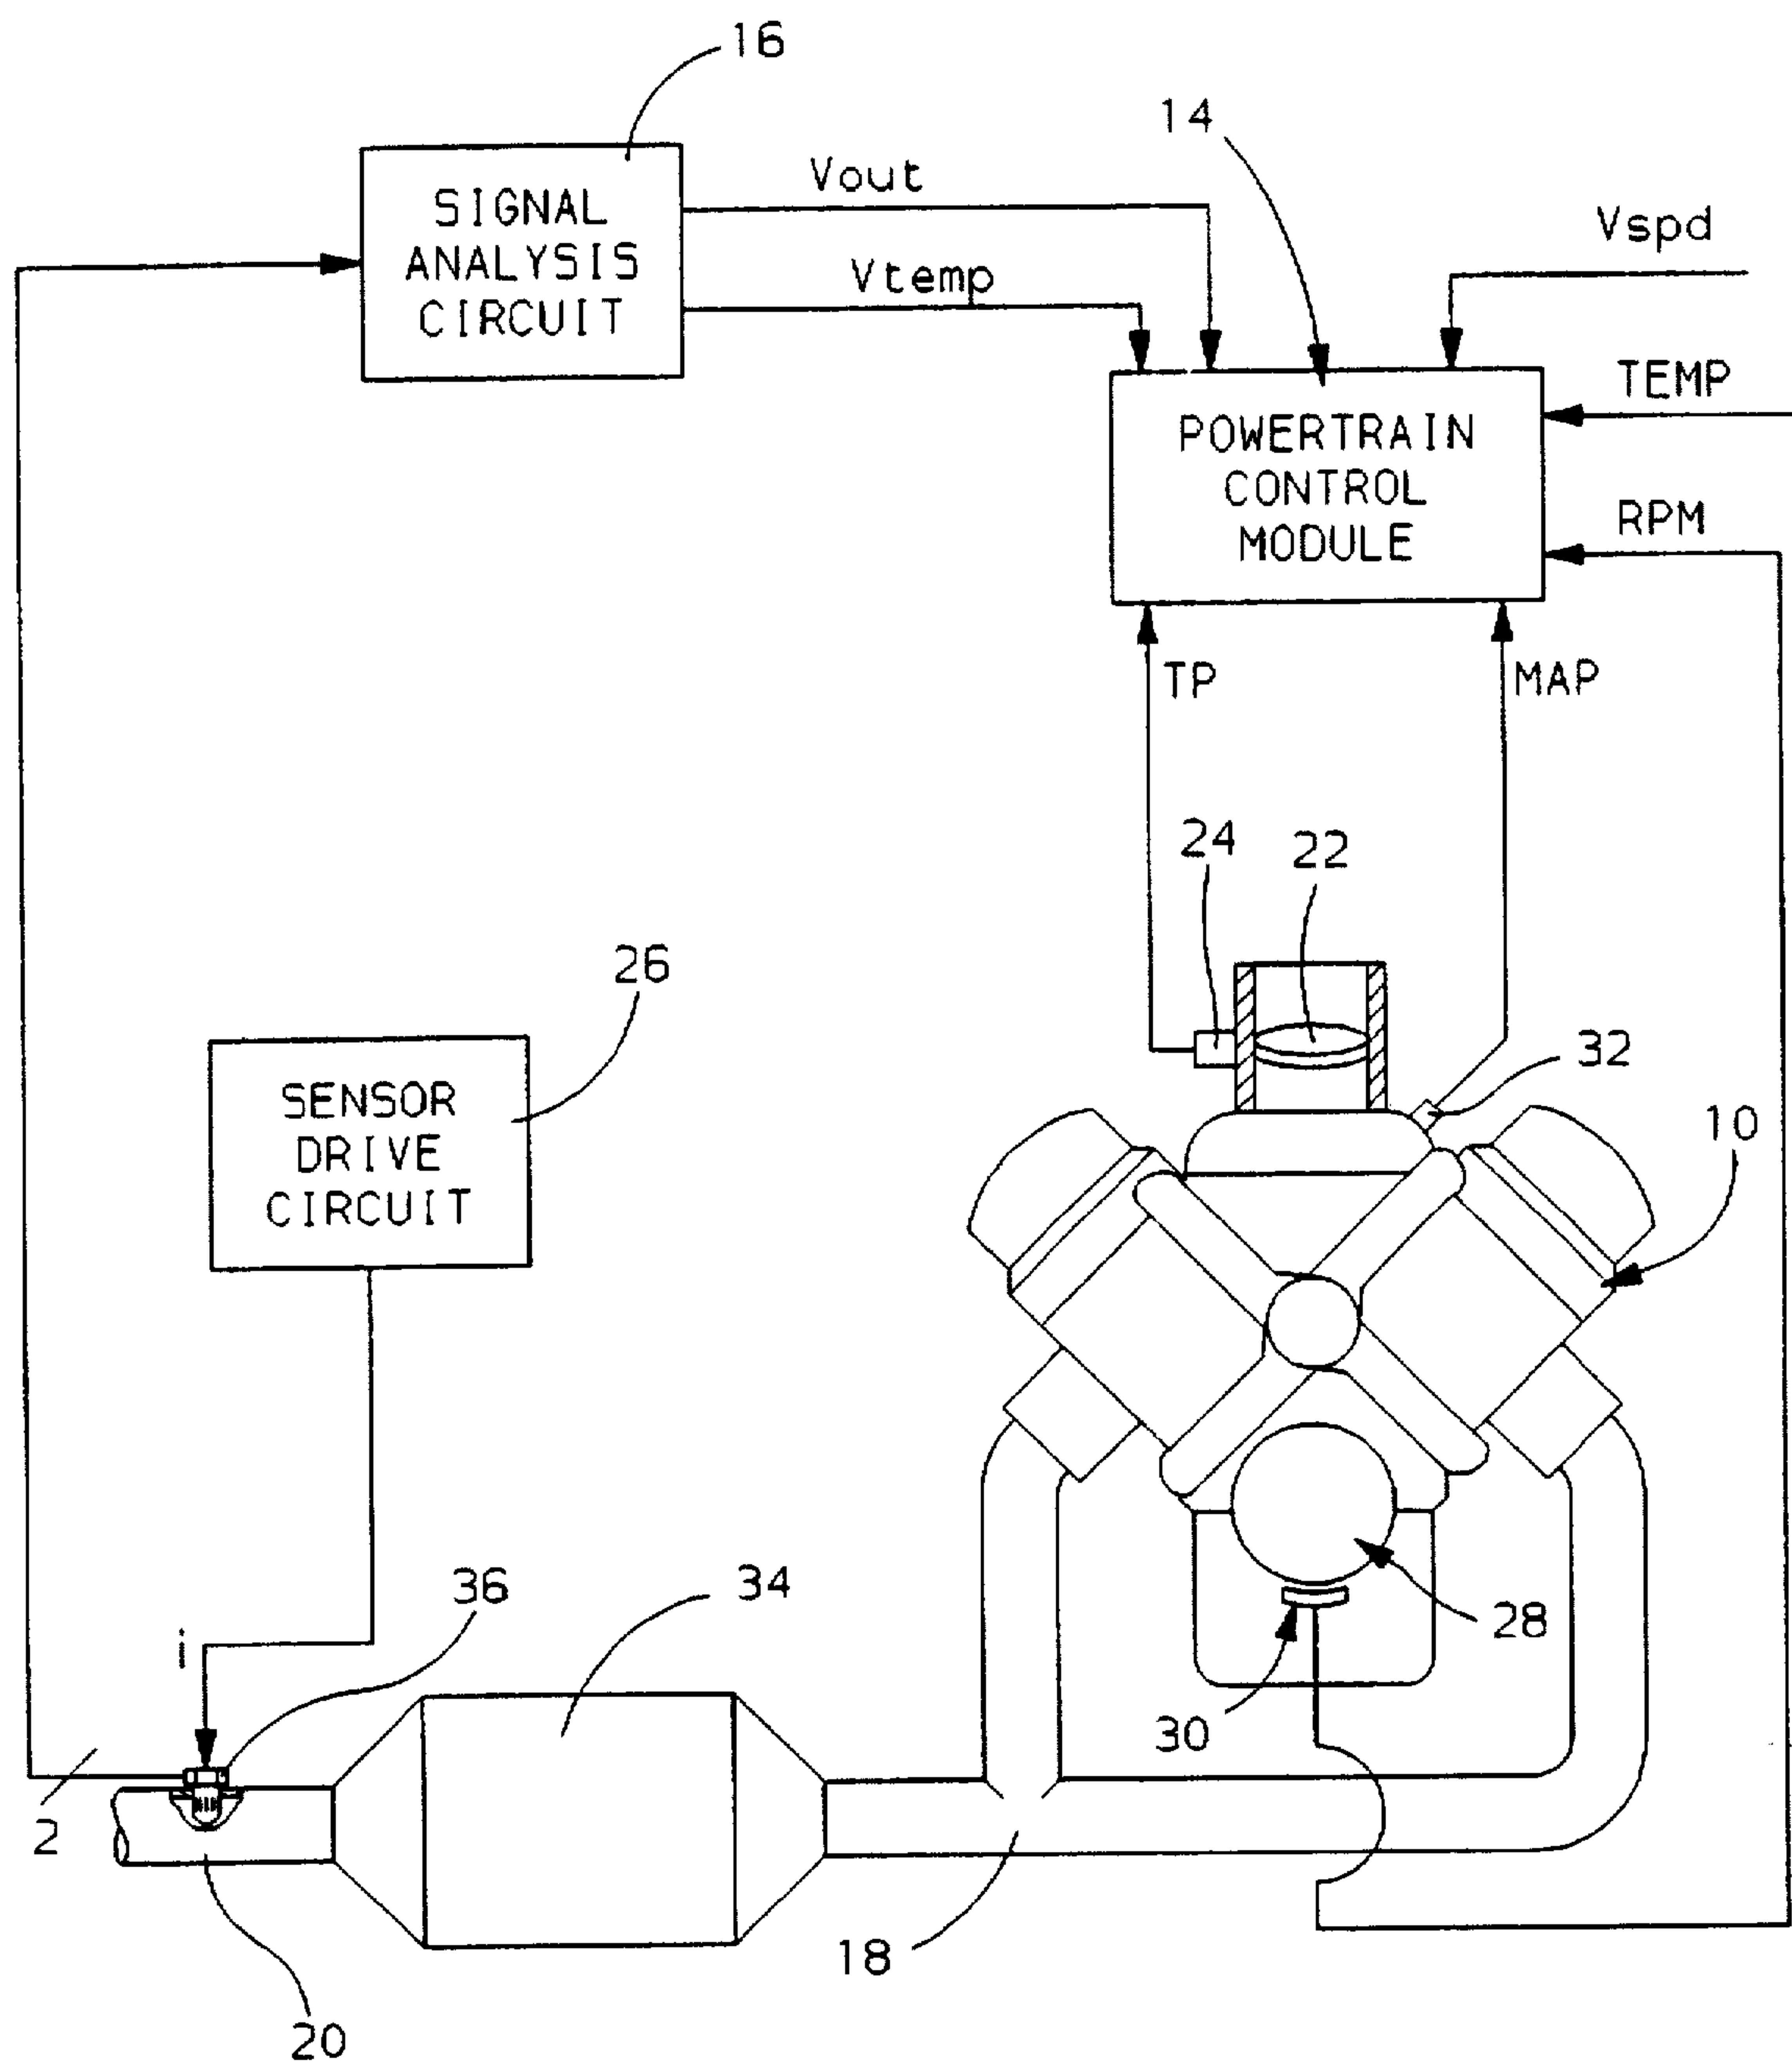 16
14
SIGNAL
ANALYSIS
CIRCUIT
Vout
Vtemp
Vspd
TEMP
POWERTRAIN
CONTROL
MODULE
RPM
TP
MAP
24
22
26
32
SENSOR
DRIVE
CIRCUIT
10
36
34
28
i
30
2
18
20